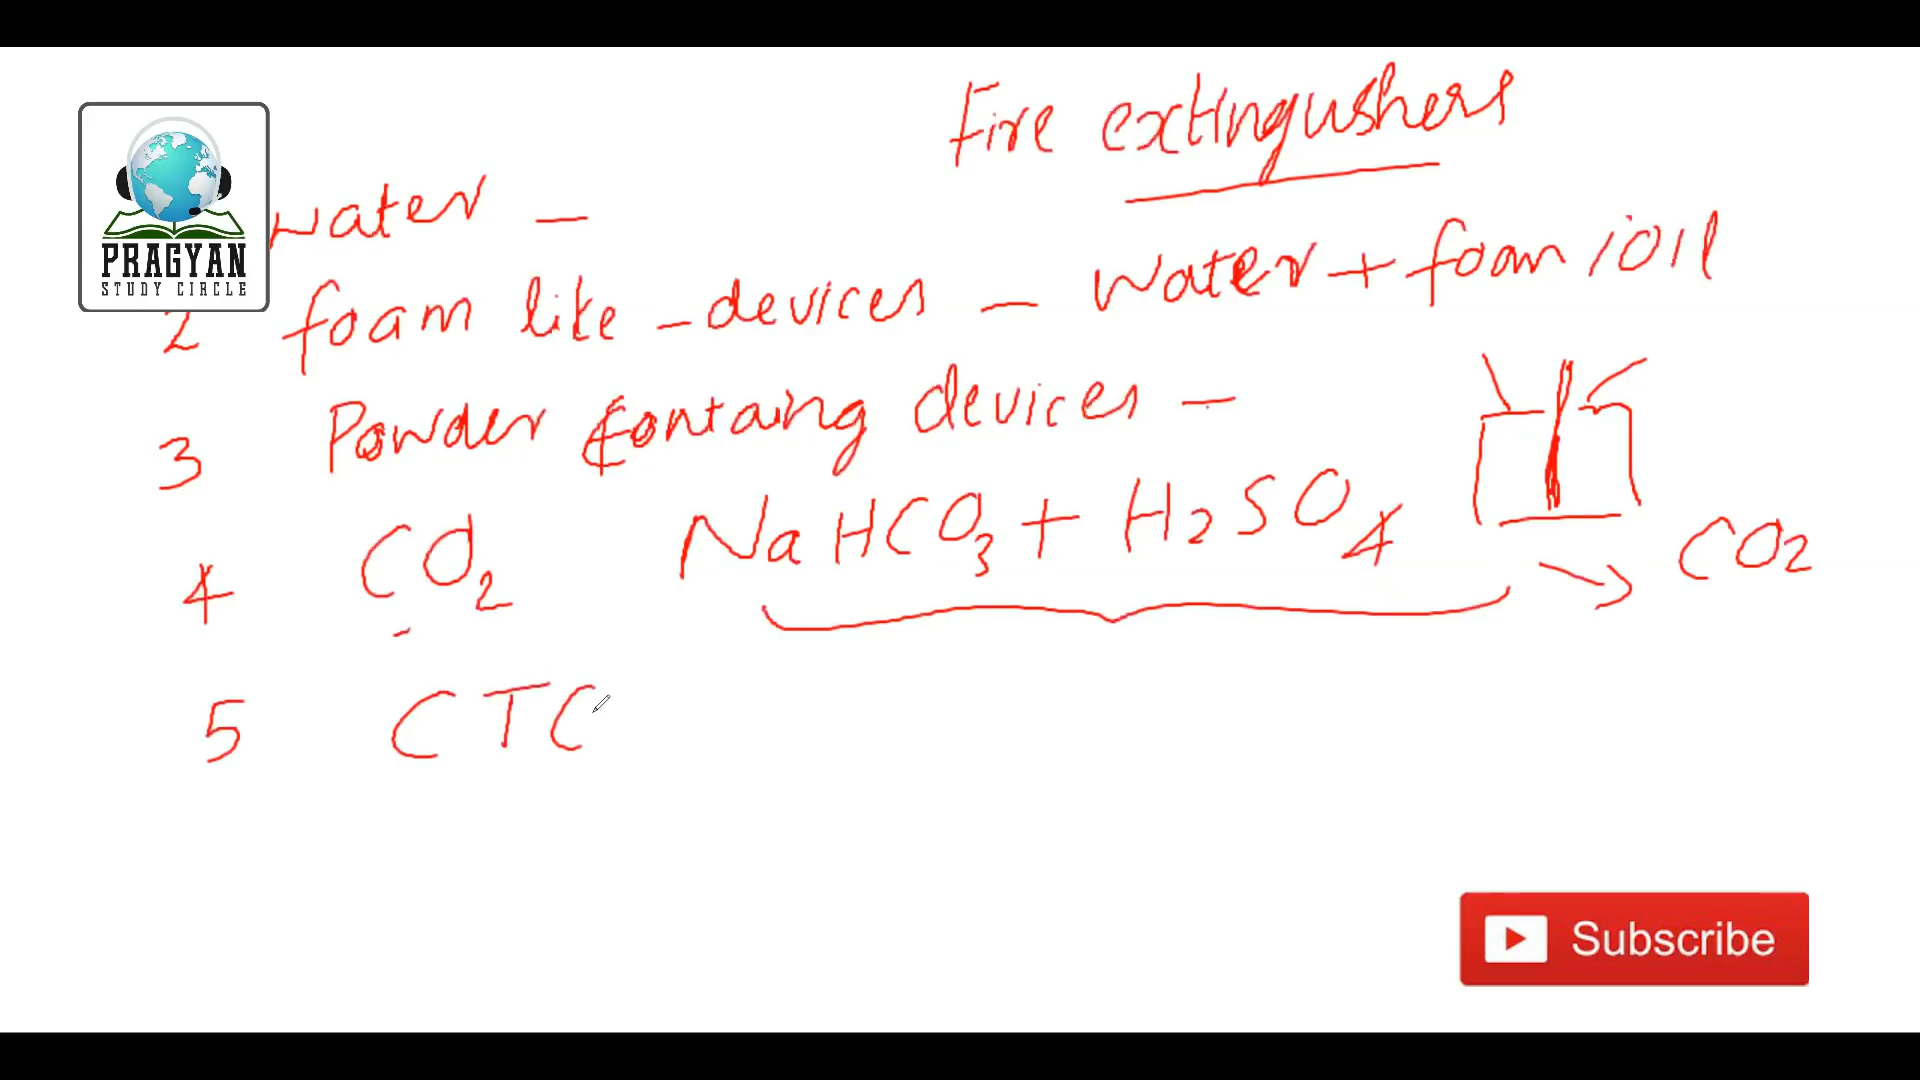 Fire extingushers
PRAGYAN
STUDY CIRCLE
water –
2 foam like - devices – water + foam / oil
3 Powder containg devices –
4 CO2 NaHCO3 + H2SO4 → CO2
5 CTC
Subscribe